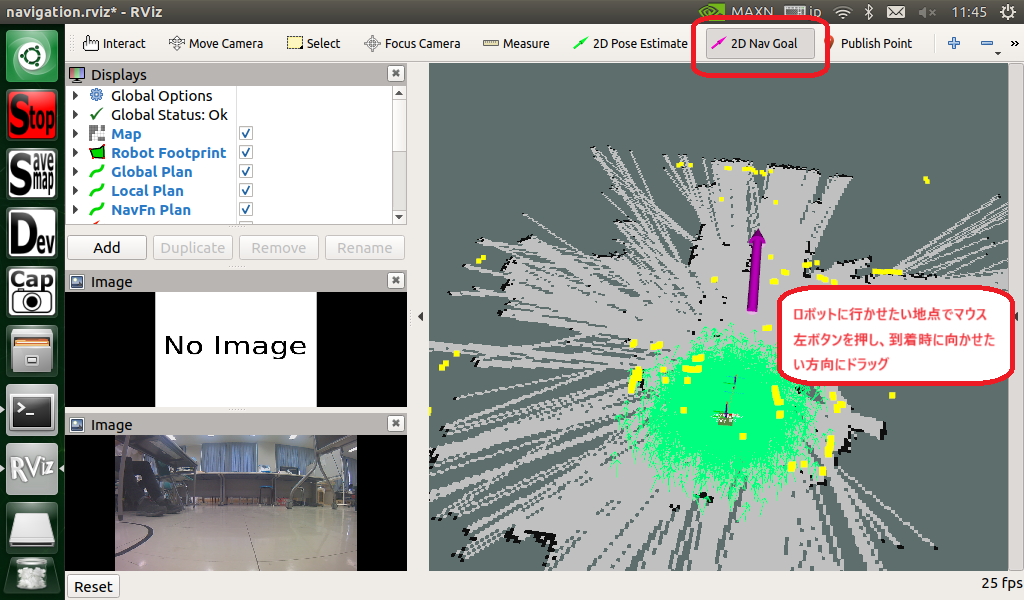 navigation.rviz* - RViz
MAXN jp 11:45
Interact Move Camera Select Focus Camera Measure 2D Pose Estimate 2D Nav Goal Publish Point »
Displays
Global Options
Global Status: Ok
Map
Robot Footprint
Global Plan
Local Plan
NavFn Plan
Add Duplicate Remove Rename
Image
No Image
Image
Reset
25 fps
Stop
Save
map
Dev
Cap
>_
RViz
ロボットに行かせたい地点でマウス
左ボタンを押し、到着時に向かせた
い方向にドラッグ